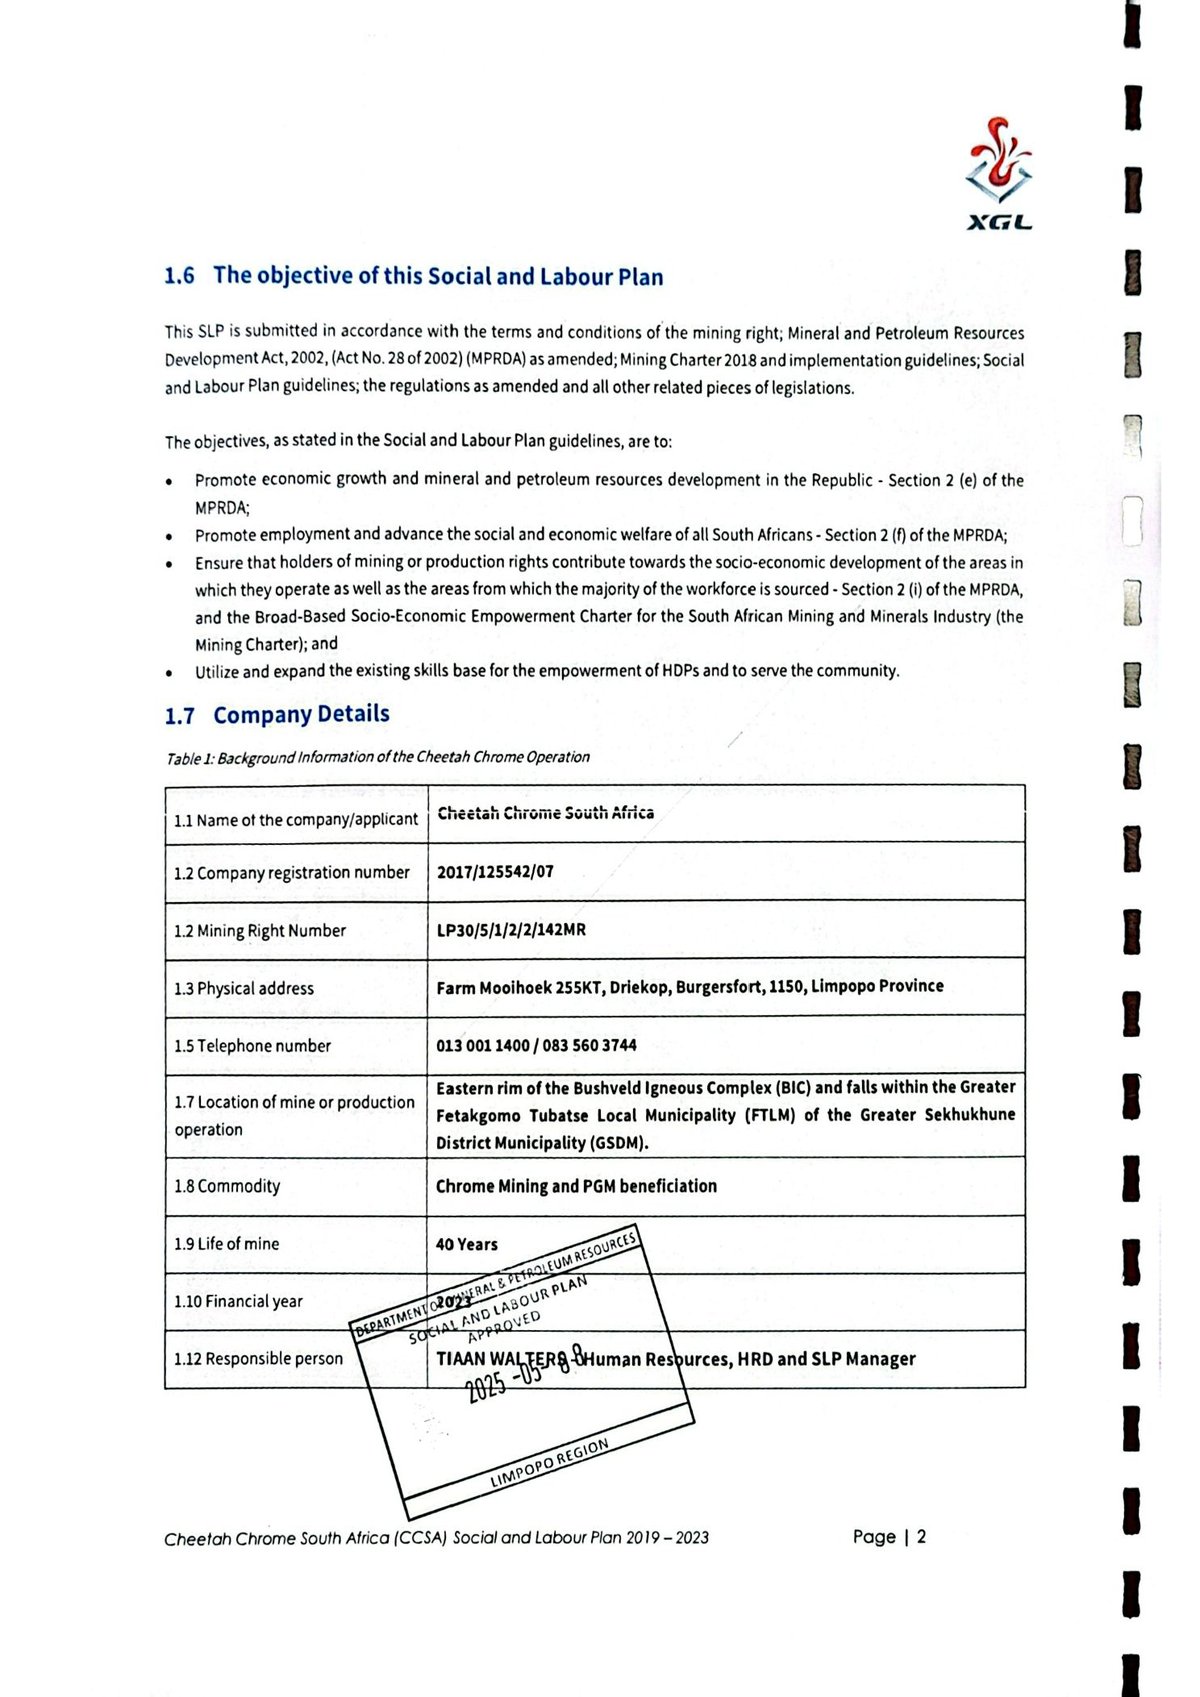 XGL
1.6 The objective of this Social and Labour Plan
This SLP is submitted in accordance with the terms and conditions of the mining right; Mineral and Petroleum Resources
Development Act, 2002, (Act No. 28 of 2002) (MPRDA) as amended; Mining Charter 2018 and implementation guidelines; Social
and Labour Plan guidelines; the regulations as amended and all other related pieces of legislations.
The objectives, as stated in the Social and Labour Plan guidelines, are to:
• Promote economic growth and mineral and petroleum resources development in the Republic - Section 2 (e) of the
MPRDA;
• Promote employment and advance the social and economic welfare of all South Africans - Section 2 (f) of the MPRDA;
• Ensure that holders of mining or production rights contribute towards the socio-economic development of the areas in
which they operate as well as the areas from which the majority of the workforce is sourced - Section 2 (i) of the MPRDA,
and the Broad-Based Socio-Economic Empowerment Charter for the South African Mining and Minerals Industry (the
Mining Charter); and
• Utilize and expand the existing skills base for the empowerment of HDPs and to serve the community.
1.7 Company Details
Table 1: Background Information of the Cheetah Chrome Operation
1.1 Name of the company/applicant Cheetah Chrome South Africa
1.2 Company registration number 2017/125542/07
1.2 Mining Right Number LP30/5/1/2/2/142MR
1.3 Physical address Farm Mooihoek 255KT, Driekop, Burgersfort, 1150, Limpopo Province
1.5 Telephone number 013 001 1400 / 083 560 3744
1.7 Location of mine or production
operation
Eastern rim of the Bushveld Igneous Complex (BIC) and falls within the Greater
Fetakgomo Tubatse Local Municipality (FTLM) of the Greater Sekhukhune
District Municipality (GSDM).
1.8 Commodity Chrome Mining and PGM beneficiation
1.9 Life of mine 40 Years
1.10 Financial year 2023
1.12 Responsible person TIAAN WALTERS - Human Resources, HRD and SLP Manager
DEPARTMENT OF MINERAL & PETROLEUM RESOURCES
SOCIAL AND LABOUR PLAN
APPROVED
2025 -05-
LIMPOPO REGION
Cheetah Chrome South Africa (CCSA) Social and Labour Plan 2019 – 2023 Page | 2